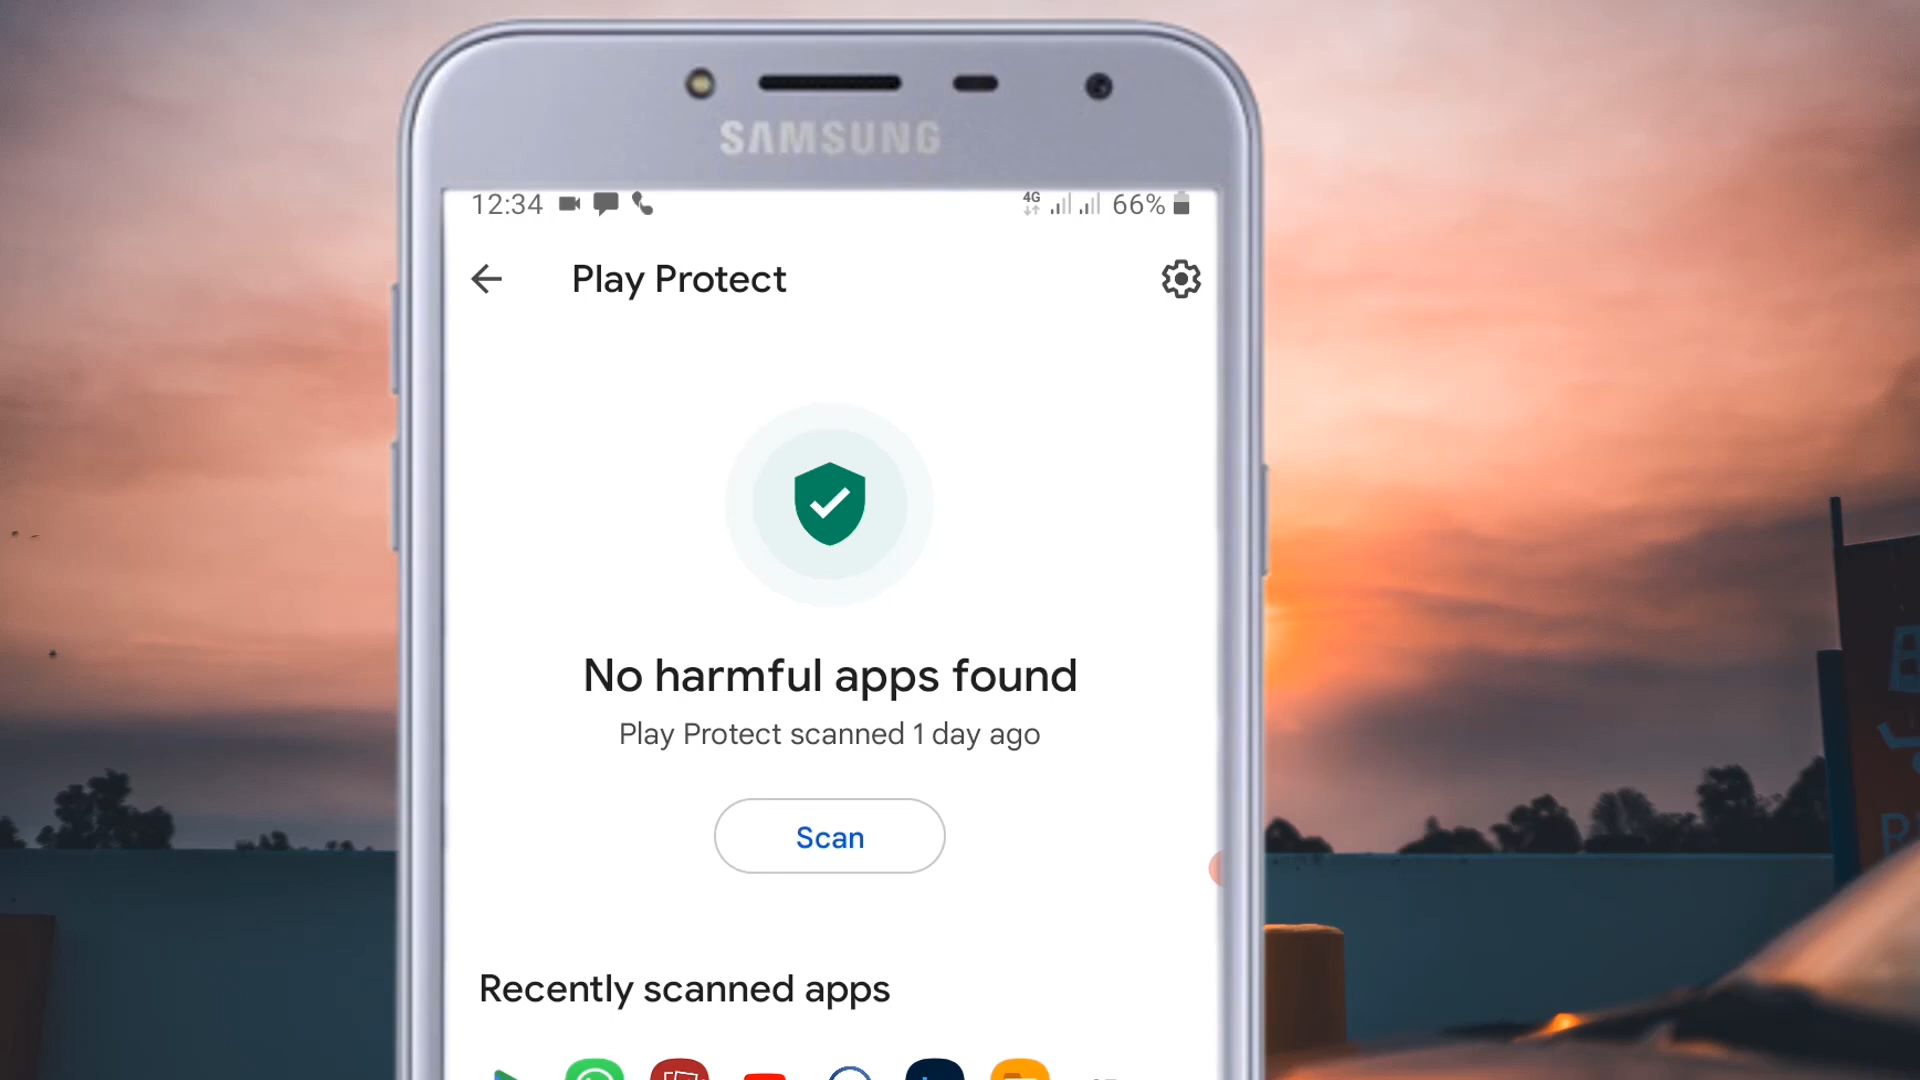 SAMSUNG
12:34 4G 66%
Play Protect
No harmful apps found
Play Protect scanned 1 day ago
Scan
Recently scanned apps